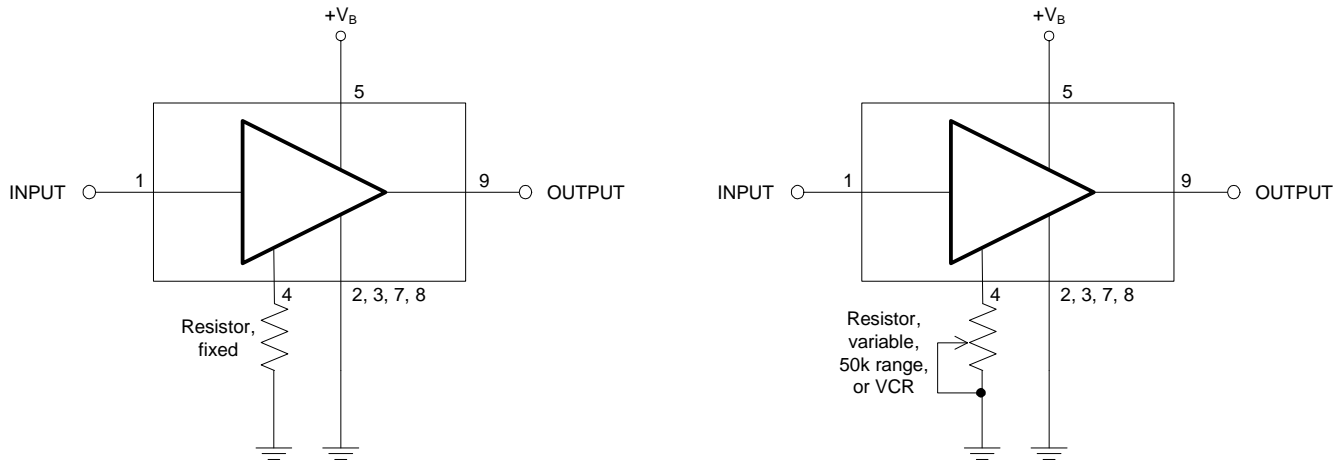 +VB
5
INPUT
1
9
OUTPUT
4
2, 3, 7, 8
Resistor,
fixed
+VB
5
INPUT
1
9
OUTPUT
4
2, 3, 7, 8
Resistor,
variable,
50k range,
or VCR